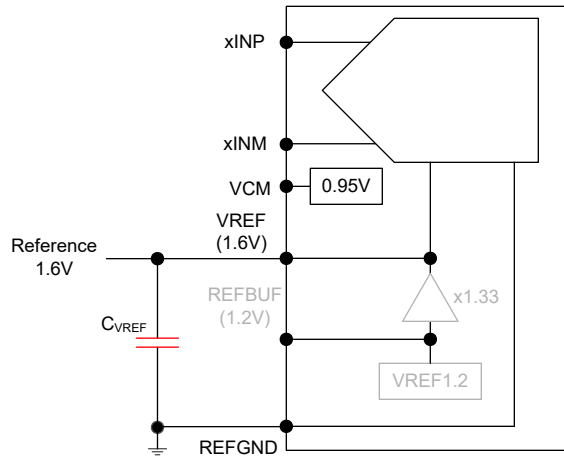 xINP
xINM
VCM
0.95V
VREF
(1.6V)
Reference
1.6V
REFBUF
(1.2V)
x1.33
CVREF
VREF1.2
REFGND